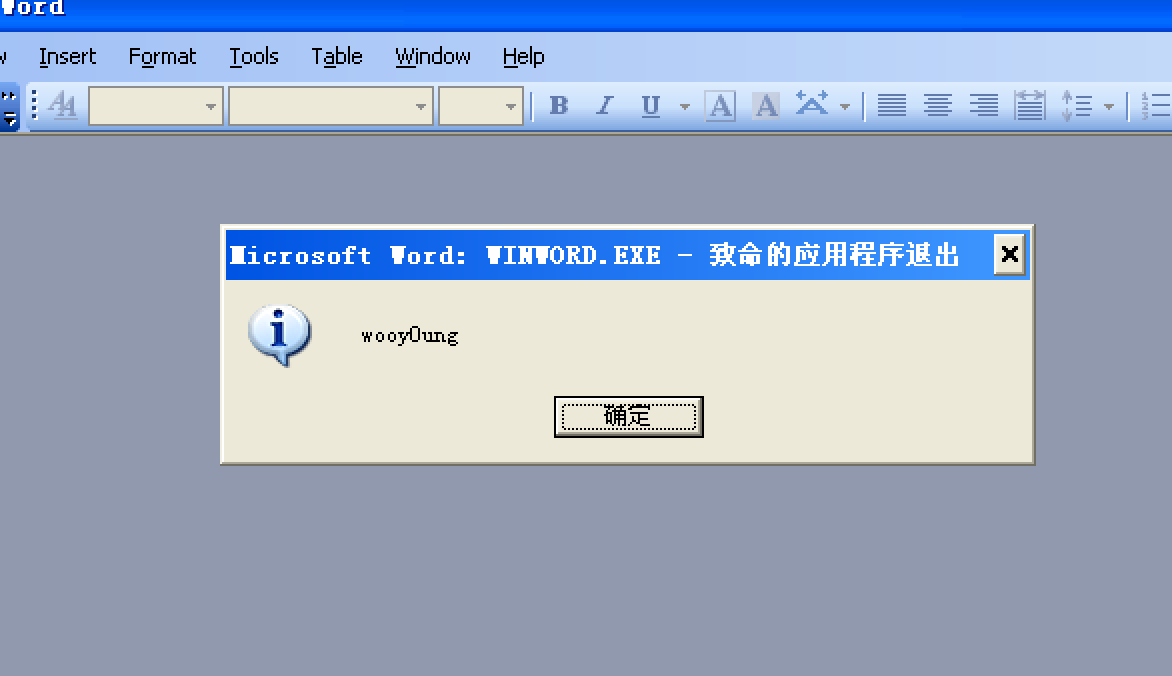 Word
Insert Format Tools Table Window Help
B I U A A
Microsoft Word: WINWORD.EXE - 致命的应用程序退出
wooy0ung
确定